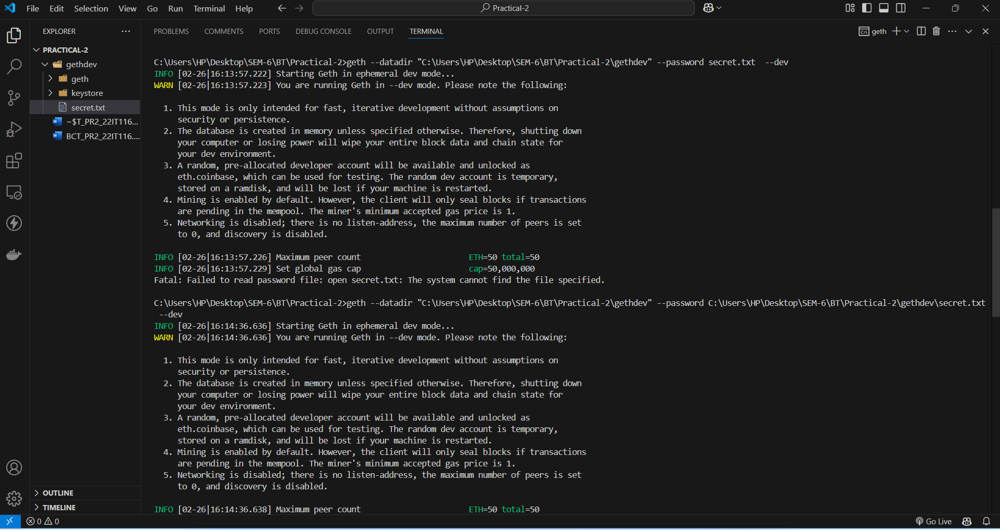 File Edit Selection View Go Run Terminal Help
Practical-2
EXPLORER
PROBLEMS COMMENTS PORTS DEBUG CONSOLE OUTPUT TERMINAL
geth
PRACTICAL-2
gethdev
geth
keystore
secret.txt
~$T_PR2_22IT116...
BCT_PR2_22IT116....
C:\Users\HP\Desktop\SEM-6\BT\Practical-2>geth --datadir "C:\Users\HP\Desktop\SEM-6\BT\Practical-2\gethdev" --password secret.txt  --dev
INFO [02-26|16:13:57.222] Starting Geth in ephemeral dev mode...
WARN [02-26|16:13:57.223] You are running Geth in --dev mode. Please note the following:
1. This mode is only intended for fast, iterative development without assumptions on
security or persistence.
2. The database is created in memory unless specified otherwise. Therefore, shutting down
your computer or losing power will wipe your entire block data and chain state for
your dev environment.
3. A random, pre-allocated developer account will be available and unlocked as
eth.coinbase, which can be used for testing. The random dev account is temporary,
stored on a ramdisk, and will be lost if your machine is restarted.
4. Mining is enabled by default. However, the client will only seal blocks if transactions
are pending in the mempool. The miner's minimum accepted gas price is 1.
5. Networking is disabled; there is no listen-address, the maximum number of peers is set
to 0, and discovery is disabled.
INFO [02-26|16:13:57.226] Maximum peer count ETH=50 total=50
INFO [02-26|16:13:57.229] Set global gas cap cap=50,000,000
Fatal: Failed to read password file: open secret.txt: The system cannot find the file specified.
C:\Users\HP\Desktop\SEM-6\BT\Practical-2>geth --datadir "C:\Users\HP\Desktop\SEM-6\BT\Practical-2\gethdev" --password C:\Users\HP\Desktop\SEM-6\BT\Practical-2\gethdev\secret.txt
--dev
INFO [02-26|16:14:36.636] Starting Geth in ephemeral dev mode...
WARN [02-26|16:14:36.636] You are running Geth in --dev mode. Please note the following:
1. This mode is only intended for fast, iterative development without assumptions on
security or persistence.
2. The database is created in memory unless specified otherwise. Therefore, shutting down
your computer or losing power will wipe your entire block data and chain state for
your dev environment.
3. A random, pre-allocated developer account will be available and unlocked as
eth.coinbase, which can be used for testing. The random dev account is temporary,
stored on a ramdisk, and will be lost if your machine is restarted.
4. Mining is enabled by default. However, the client will only seal blocks if transactions
are pending in the mempool. The miner's minimum accepted gas price is 1.
5. Networking is disabled; there is no listen-address, the maximum number of peers is set
to 0, and discovery is disabled.
INFO [02-26|16:14:36.638] Maximum peer count ETH=50 total=50
OUTLINE
TIMELINE
0 0
Go Live